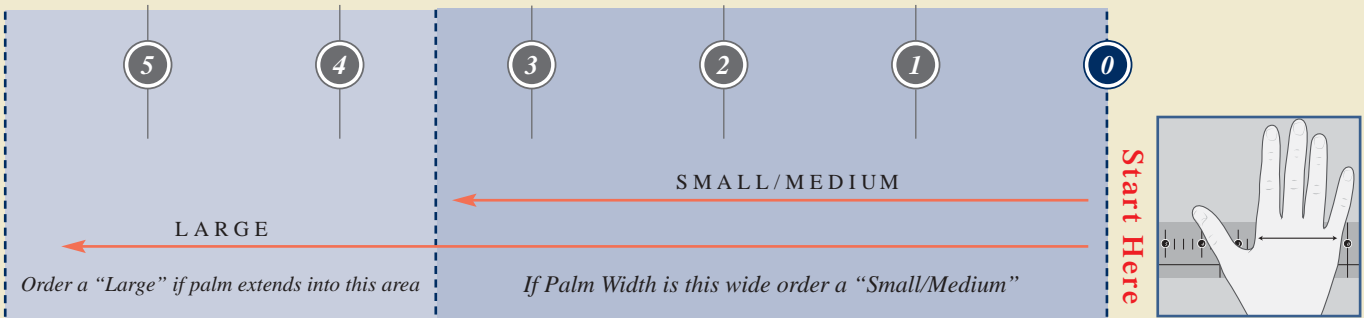 5 4 3 2 1 0
SMALL/MEDIUM
LARGE
Order a “Large” if palm extends into this area
If Palm Width is this wide order a “Small/Medium”
Start Here